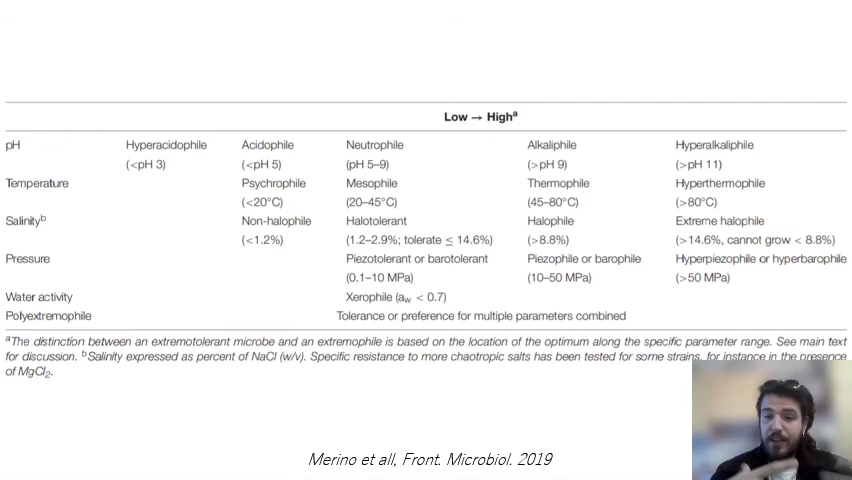 Low → Highᵃ
pH Hyperacidophile Acidophile Neutrophile Alkaliphile Hyperalkaliphile
(<pH 3) (<pH 5) (pH 5–9) (>pH 9) (>pH 11)
Temperature Psychrophile Mesophile Thermophile Hyperthermophile
(<20°C) (20–45°C) (45–80°C) (>80°C)
Salinityᵇ Non-halophile Halotolerant Halophile Extreme halophile
(<1.2%) (1.2–2.9%; tolerate ≤ 14.6%) (>8.8%) (>14.6%, cannot grow < 8.8%)
Pressure Piezotolerant or barotolerant Piezophile or barophile Hyperpiezophile or hyperbarophile
(0.1–10 MPa) (10–50 MPa) (>50 MPa)
Water activity Xerophile (a_w < 0.7)
Polyextremophile Tolerance or preference for multiple parameters combined
ᵃThe distinction between an extremotolerant microbe and an extremophile is based on the location of the optimum along the specific parameter range. See main text
for discussion. ᵇSalinity expressed as percent of NaCl (w/v). Specific resistance to more chaotropic salts has been tested for some strains, for instance in the presence
of MgCl₂.
Merino et all, Front. Microbiol. 2019